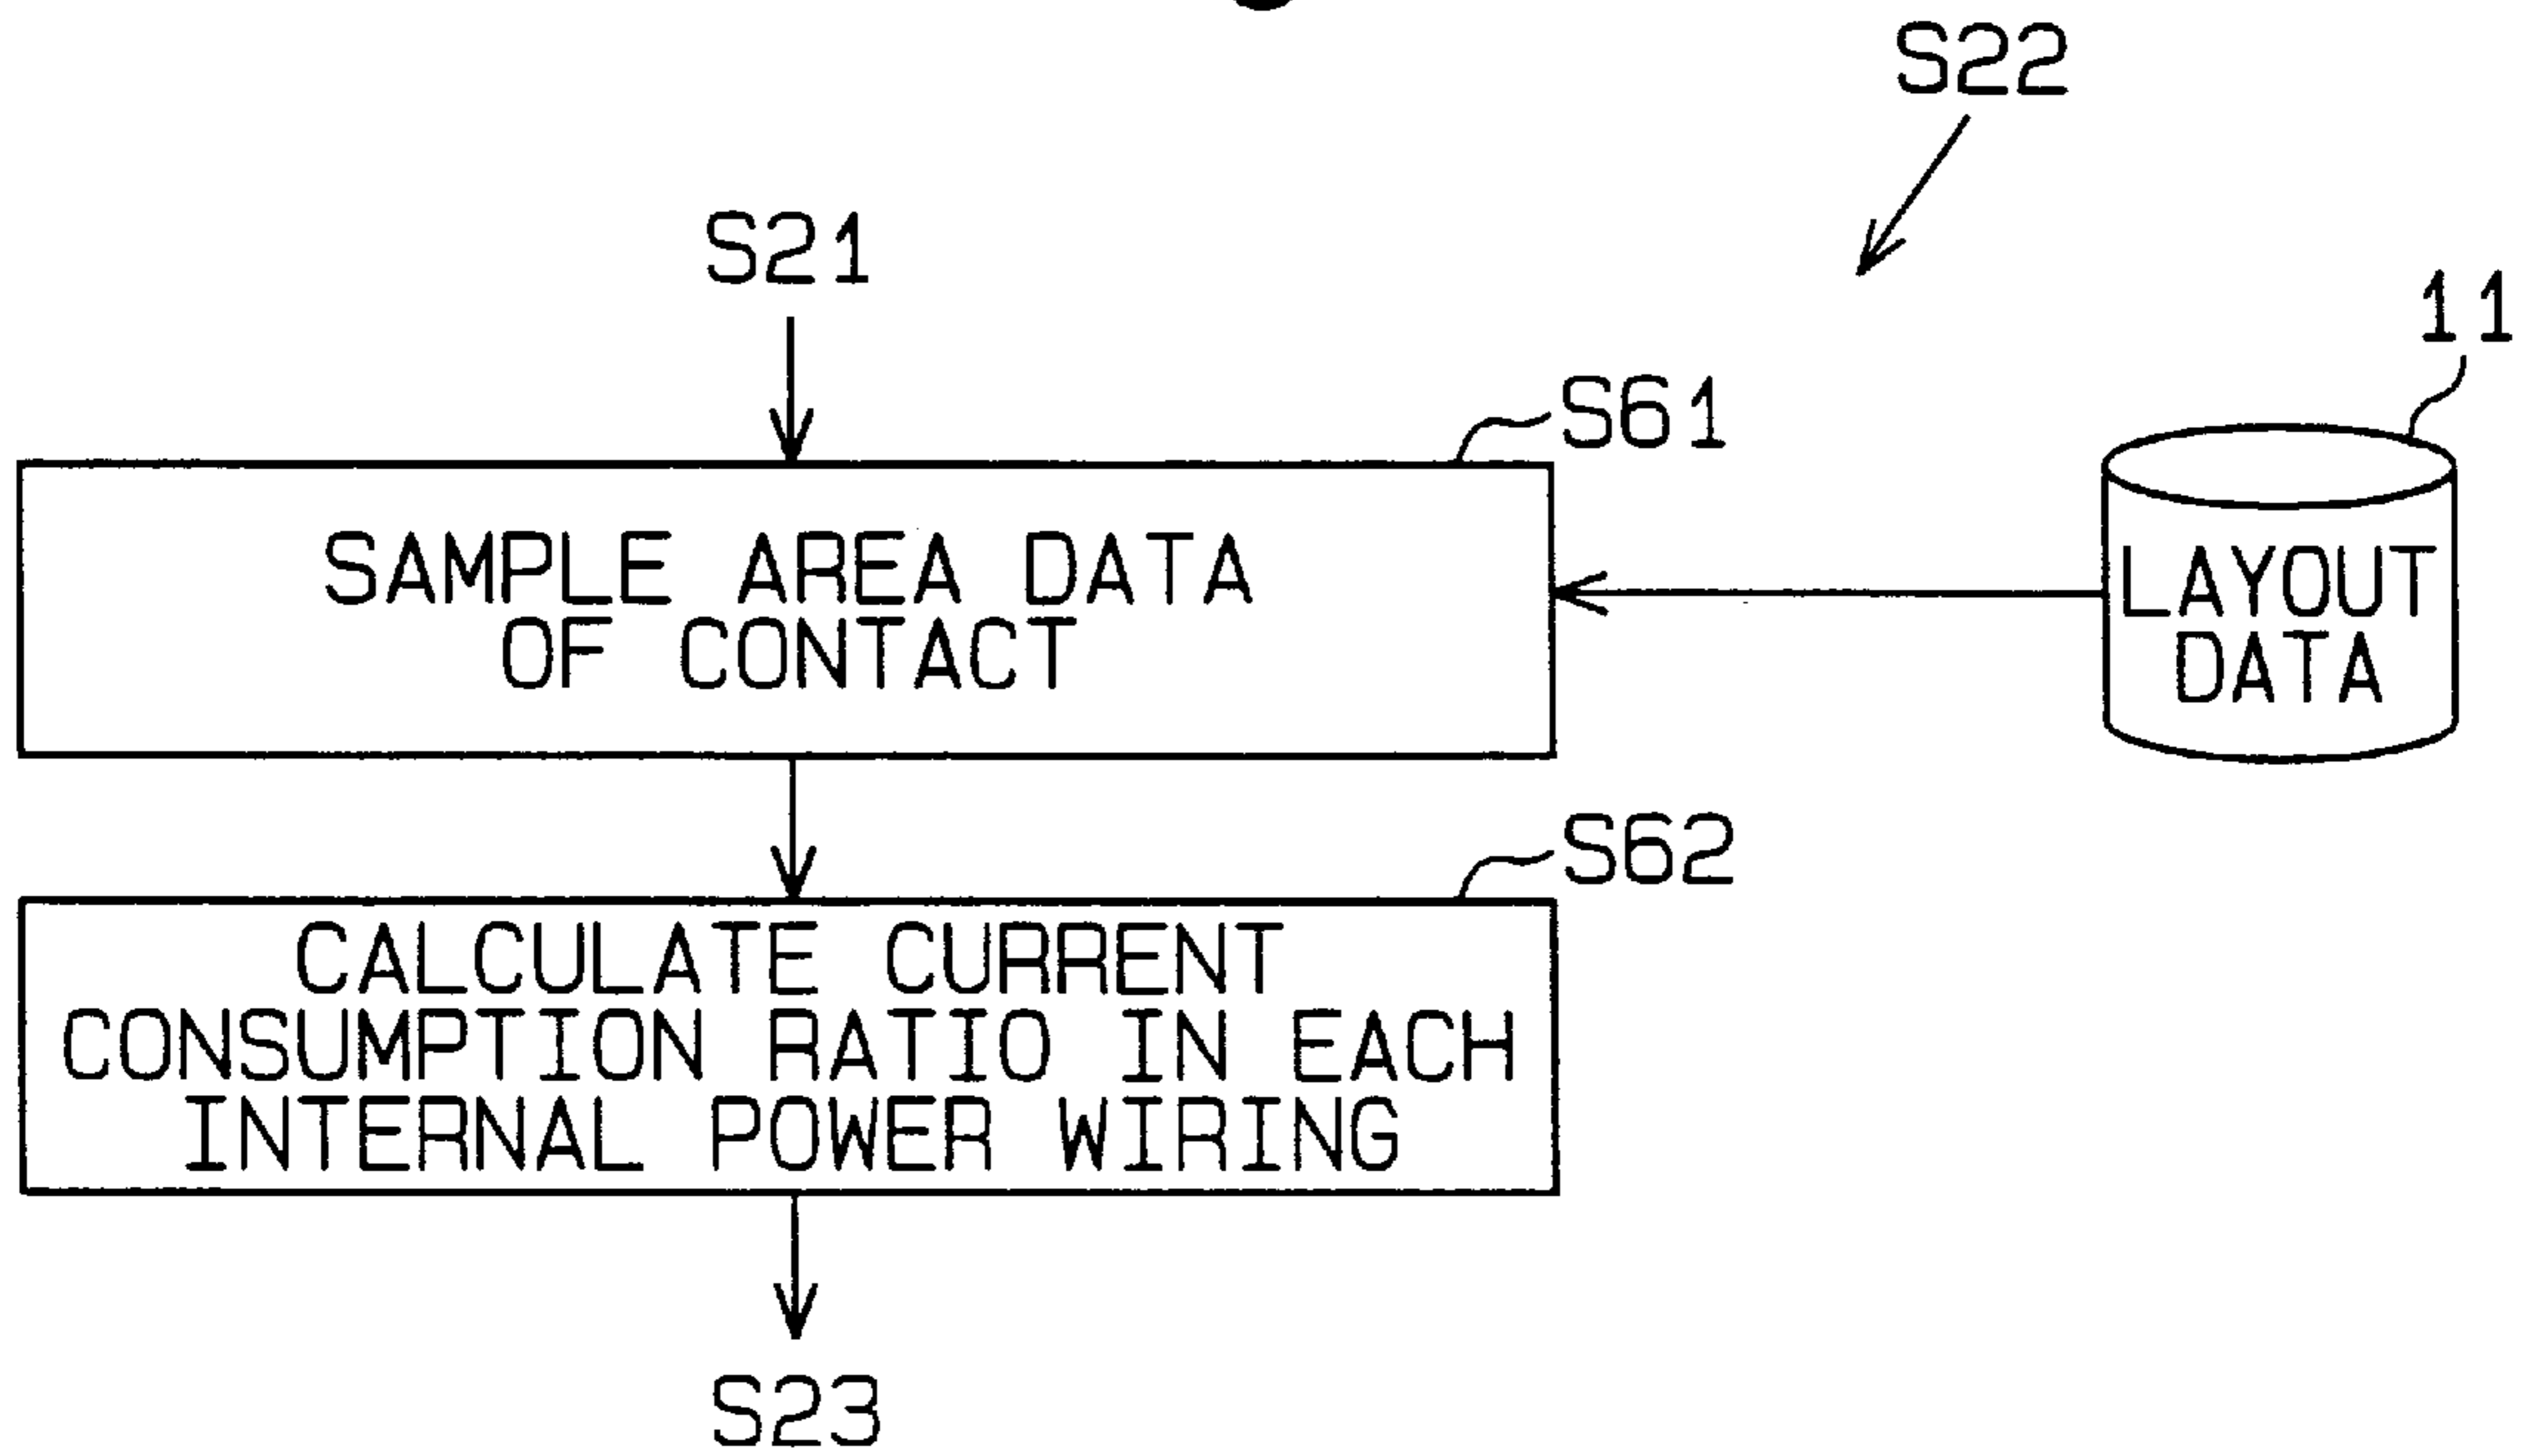 S22
S21
11
S61
SAMPLE AREA DATA
OF CONTACT
LAYOUT
DATA
S62
CALCULATE CURRENT
CONSUMPTION RATIO IN EACH
INTERNAL POWER WIRING
S23